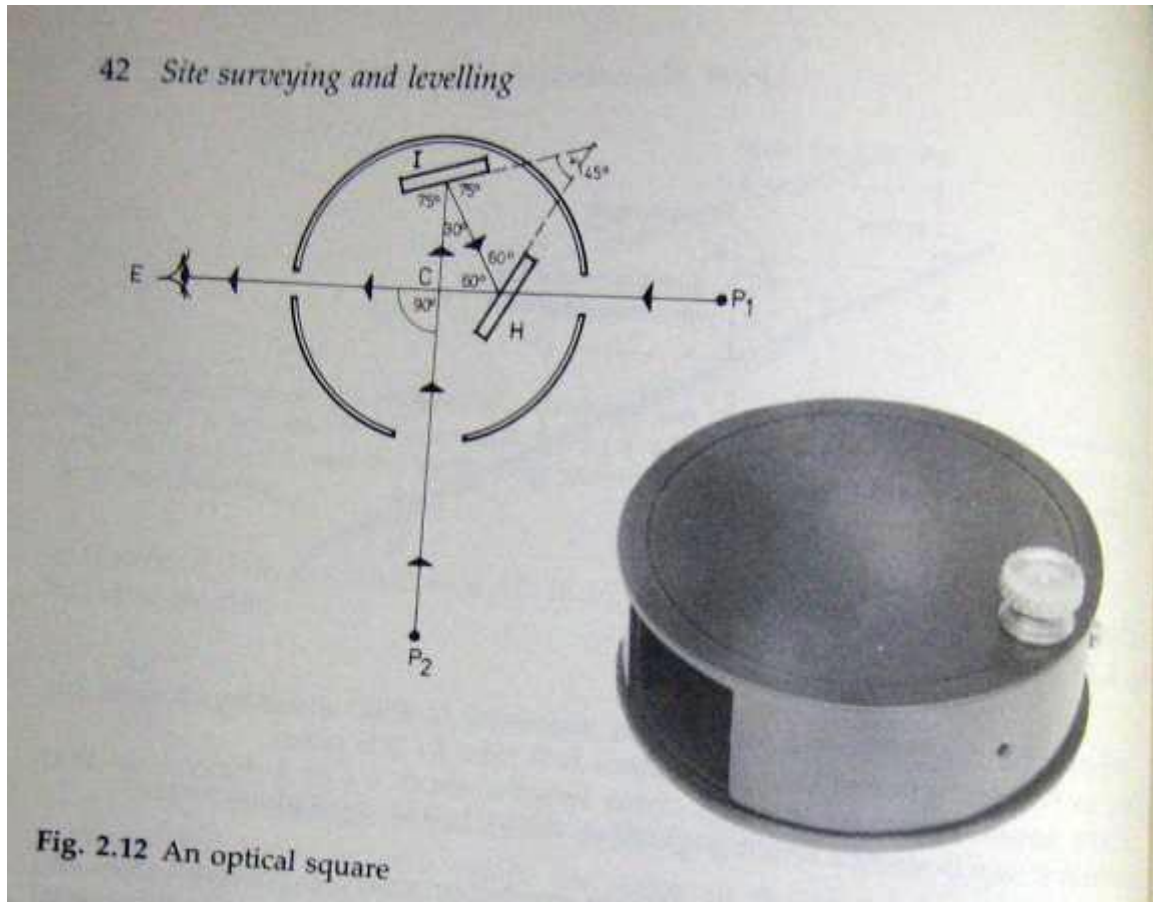 42 Site surveying and levelling
I
45°
75° 75°
30°
60°
E C 60° P1
90°
H
P2
Fig. 2.12 An optical square